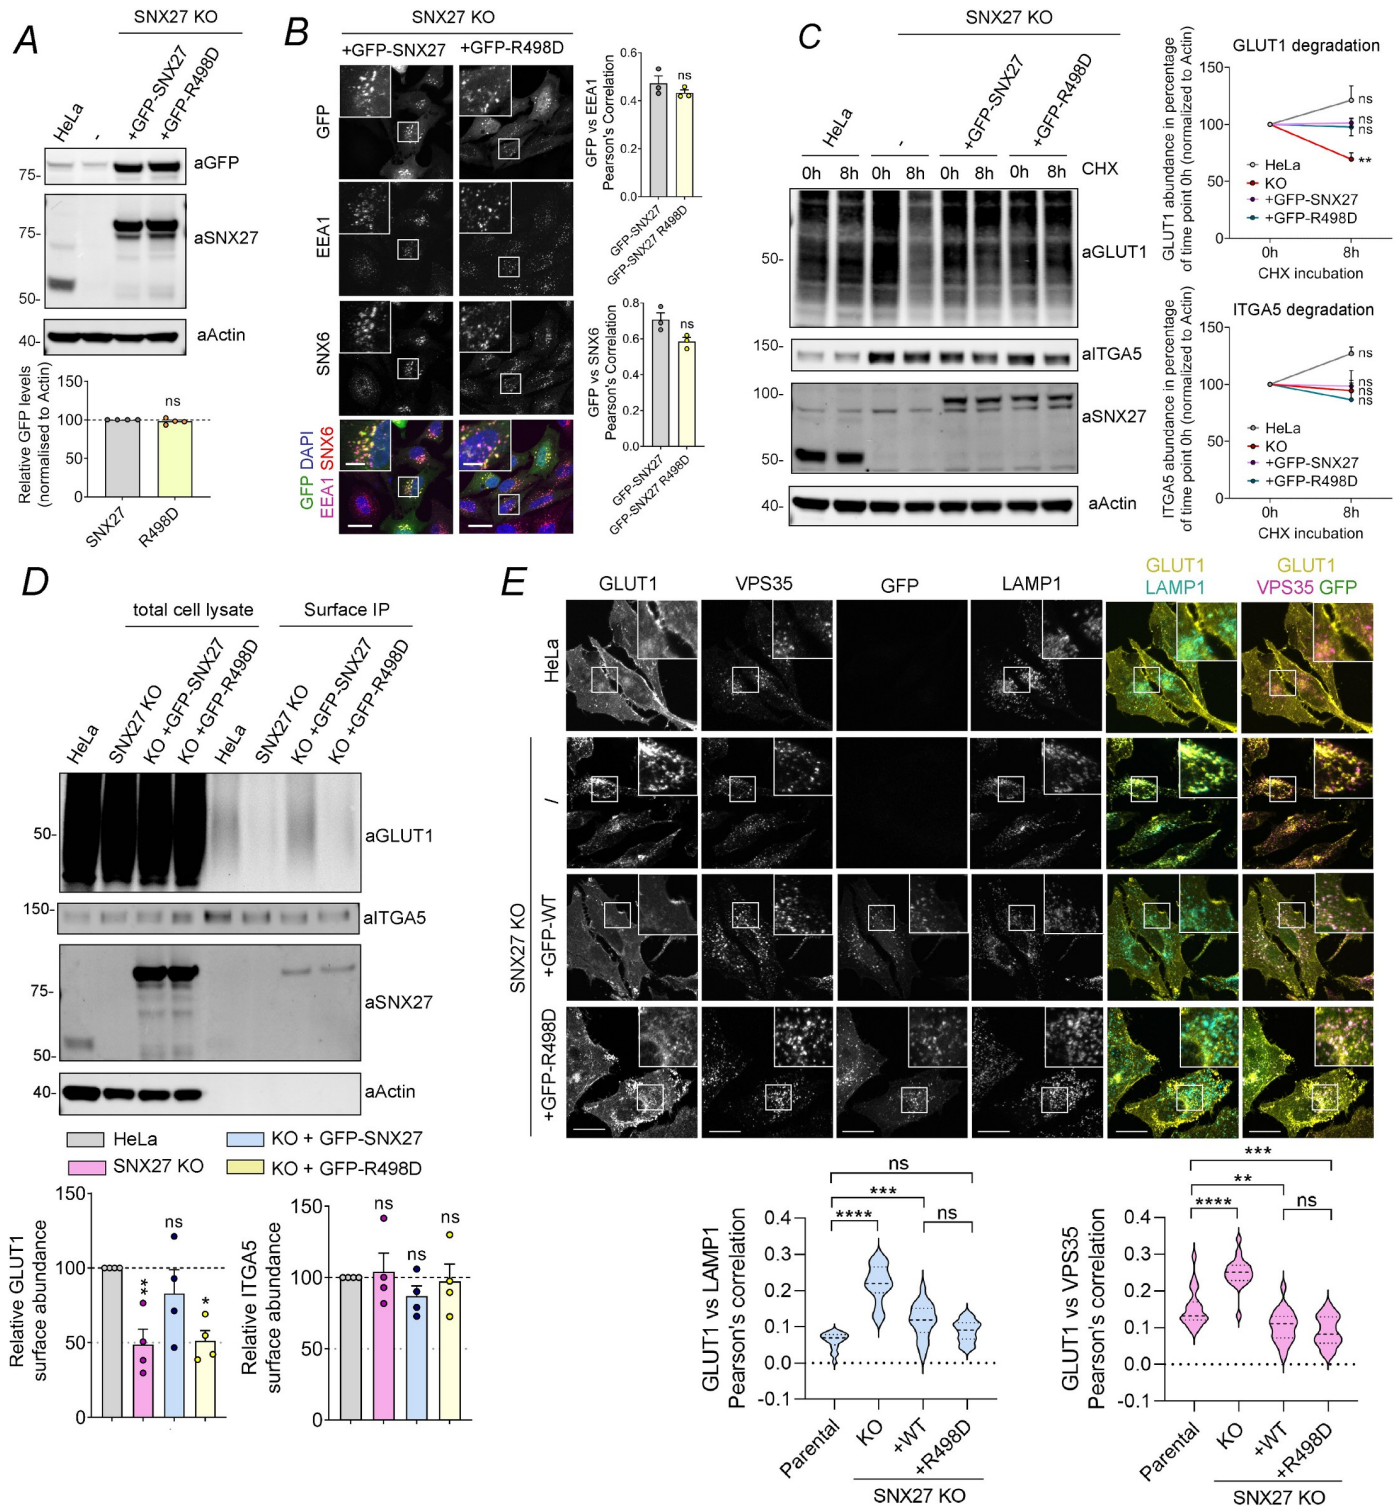 A
SNX27 KO
HeLa
-
+GFP-SNX27
+GFP-R498D
75-
aGFP
75-
aSNX27
50-
40-
aActin
Relative GFP levels
(normalised to Actin)
150
100
50
0
ns
SNX27
R498D
B
SNX27 KO
+GFP-SNX27
+GFP-R498D
GFP
EEA1
SNX6
GFP DAPI
EEA1 SNX6
GFP vs EEA1
Pearson's Correlation
0.6
0.4
0.2
0.0
ns
GFP-SNX27
GFP-SNX27 R498D
GFP vs SNX6
Pearson's Correlation
0.8
0.6
0.4
0.2
0.0
ns
GFP-SNX27
GFP-SNX27 R498D
C
SNX27 KO
HeLa
-
+GFP-SNX27
+GFP-R498D
0h 8h 0h 8h 0h 8h 0h 8h CHX
50-
aGLUT1
150-
aITGA5
100-
aSNX27
50-
40-
aActin
GLUT1 degradation
GLUT1 abundance in percentage
of time point 0h (normalized to Actin)
150
100
50
0
ns
ns
ns
**
HeLa
KO
+GFP-SNX27
+GFP-R498D
0h
8h
CHX incubation
ITGA5 degradation
ITGA5 abundance in percentage
of time point 0h (normalized to Actin)
150
100
50
0
ns
ns
ns
ns
HeLa
KO
+GFP-SNX27
+GFP-R498D
0h
8h
CHX incubation
D
total cell lysate
Surface IP
HeLa
SNX27 KO
KO +GFP-SNX27
KO +GFP-R498D
HeLa
SNX27 KO
KO +GFP-SNX27
KO +GFP-R498D
50-
aGLUT1
150-
aITGA5
75-
aSNX27
50-
40-
aActin
HeLa
KO + GFP-SNX27
SNX27 KO
KO + GFP-R498D
Relative GLUT1
surface abundance
150
100
50
0
**
ns
*
Relative ITGA5
surface abundance
150
100
50
0
ns
ns
ns
E
GLUT1
VPS35
GFP
LAMP1
GLUT1
LAMP1
GLUT1
VPS35 GFP
HeLa
SNX27 KO
/
+GFP-WT
+GFP-R498D
GLUT1 vs LAMP1
Pearson's correlation
0.4
0.3
0.2
0.1
0.0
-0.1
ns
***
****
ns
Parental
KO
+WT
+R498D
SNX27 KO
GLUT1 vs VPS35
Pearson's correlation
0.4
0.3
0.2
0.1
0.0
-0.1
***
**
****
ns
Parental
KO
+WT
+R498D
SNX27 KO